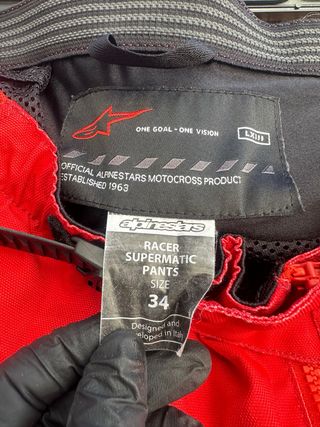 ONE GOAL - ONE VISION
LXIII
OFFICIAL ALPINESTARS MOTOCROSS PRODUCT
ESTABLISHED 1963
alpinestars
RACER
SUPERMATIC
PANTS
SIZE
34
Designed and
developed in Italy